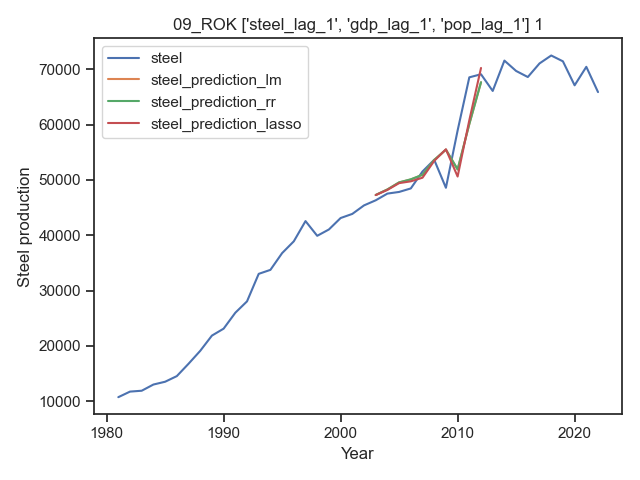 09_ROK ['steel_lag_1', 'gdp_lag_1', 'pop_lag_1'] 1
steel
steel_prediction_lm
steel_prediction_rr
steel_prediction_lasso
Steel production
70000
60000
50000
40000
30000
20000
10000
1980
1990
2000
2010
2020
Year